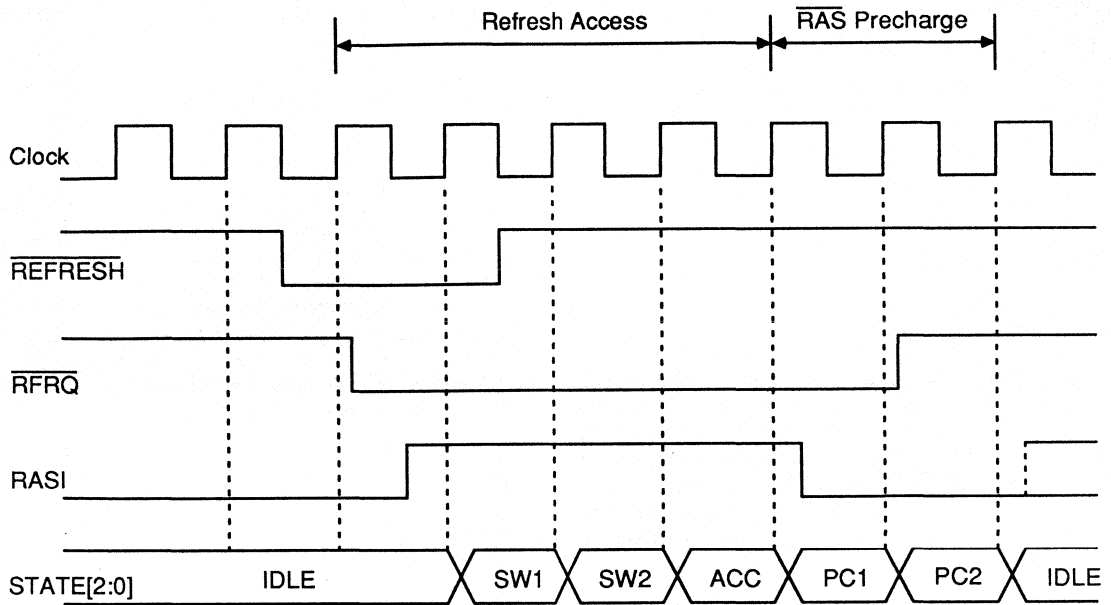 Refresh Access
RAS Precharge
Clock
REFRESH
RFRQ
RASI
STATE[2:0]
IDLE
SW1
SW2
ACC
PC1
PC2
IDLE